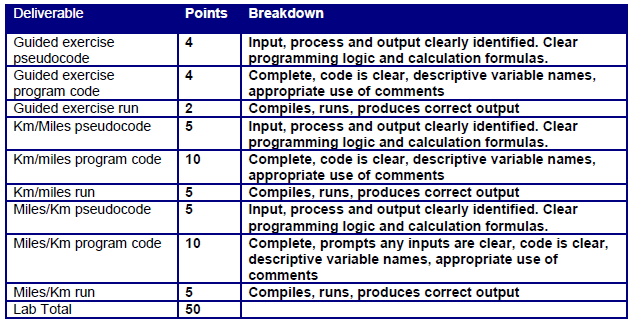 Deliverable Points Breakdown
Guided exercise 4 Input, process and output clearly identified. Clear
pseudocode programming logic and calculation formulas.
Guided exercise 4 Complete, code is clear, descriptive variable names,
program code appropriate use of comments
Guided exercise run 2 Compiles, runs, produces correct output
Km/Miles pseudocode 5 Input, process and output clearly identified. Clear
programming logic and calculation formulas.
Km/miles program code 10 Complete, code is clear, descriptive variable names,
appropriate use of comments
Km/miles run 5 Compiles, runs, produces correct output
Miles/Km pseudocode 5 Input, process and output clearly identified. Clear
programming logic and calculation formulas.
Miles/Km program code 10 Complete, prompts any inputs are clear, code is clear,
descriptive variable names, appropriate use of
comments
Miles/Km run 5 Compiles, runs, produces correct output
Lab Total 50